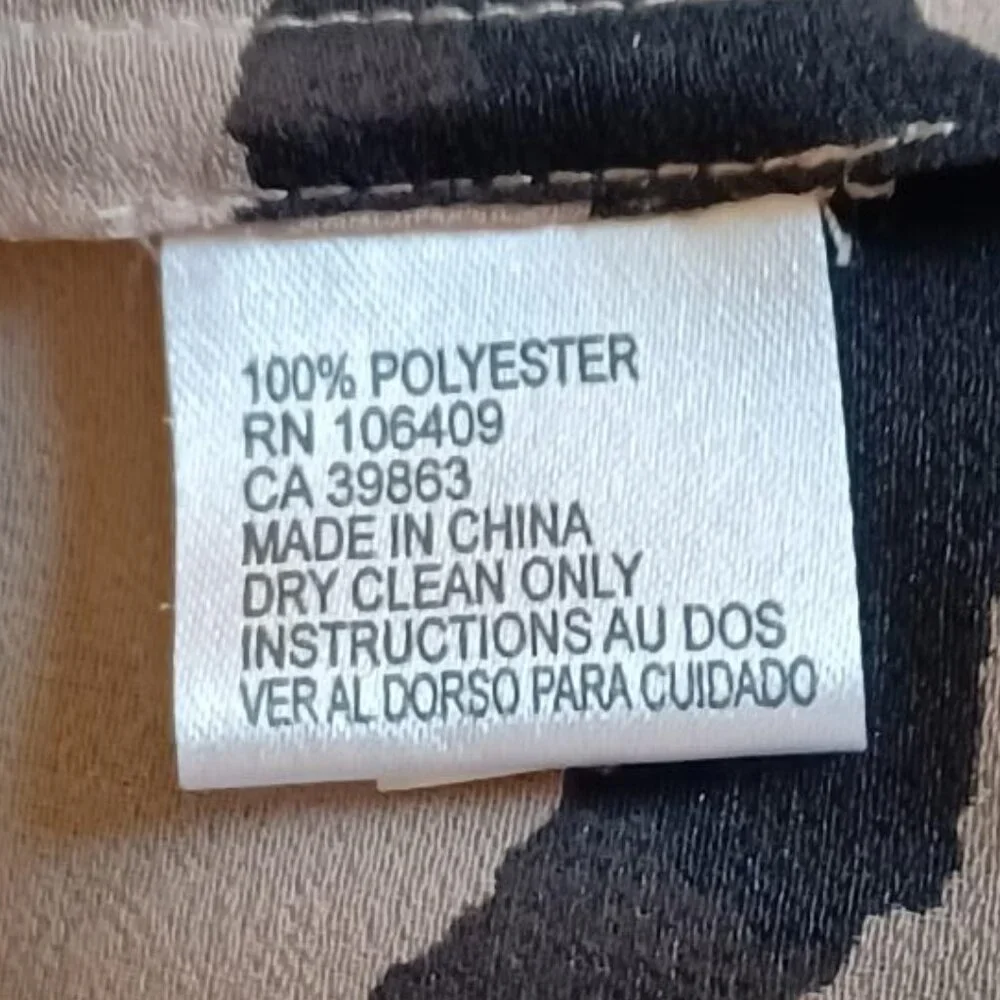 100% POLYESTER
RN 106409
CA 39863
MADE IN CHINA
DRY CLEAN ONLY
INSTRUCTIONS AU DOS
VER AL DORSO PARA CUIDADO